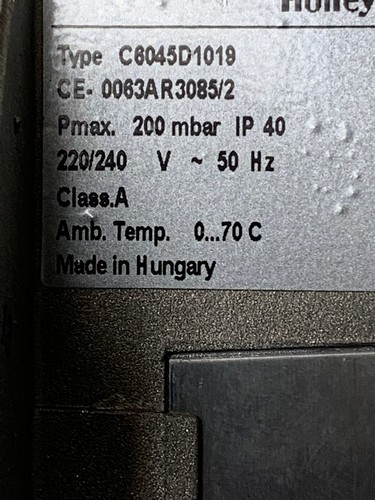 Honey
Type C6045D1019
CE- 0063AR3085/2
Pmax. 200 mbar IP 40
220/240 V ~ 50 Hz
Class.A
Amb. Temp. 0...70 C
Made in Hungary